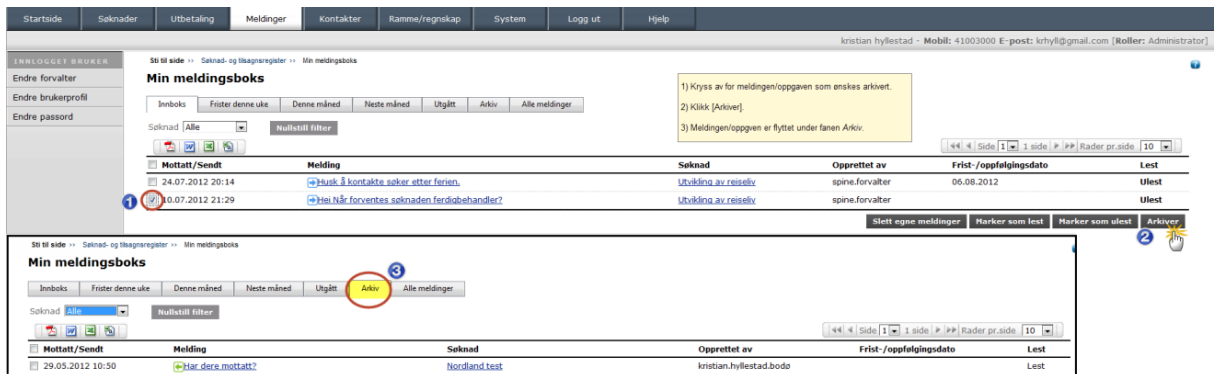 Startside Søknader Utbetaling Meldinger Kontakter Ramme/regnskap System Logg ut Hjelp
kristian hyllestad - Mobil: 41003000 E-post: krhyll@gmail.com [Roller: Administrator]
INNLOGGET BRUKER
Endre forvalter
Endre brukerprofil
Endre passord
Sti til side ›› Søknad- og tilsagnsregister ›› Min meldingsboks
Min meldingsboks
1) Kryss av for meldingen/oppgaven som ønskes arkivert.
2) Klikk [Arkiver].
3) Meldingen/oppgven er flyttet under fanen Arkiv.
Innboks Frister denne uke Denne måned Neste måned Utgått Arkiv Alle meldinger
Søknad Alle Nullstill filter
Side 1 1 side Rader pr.side 10
Mottatt/Sendt Melding Søknad Opprettet av Frist-/oppfølgingsdato Lest
24.07.2012 20:14 Husk å kontakte søker etter ferien. Utvikling av reiseliv spine.forvalter 06.08.2012 Ulest
1 10.07.2012 21:29 Hei Når forventes søknaden ferdigbehandler? Utvikling av reiseliv spine.forvalter Ulest
Slett egne meldinger Marker som lest Marker som ulest Arkiver
2
Sti til side ›› Søknad- og tilsagnsregister ›› Min meldingsboks
Min meldingsboks
3
Innboks Frister denne uke Denne måned Neste måned Utgått Arkiv Alle meldinger
Søknad Alle Nullstill filter
Side 1 1 side Rader pr.side 10
Mottatt/Sendt Melding Søknad Opprettet av Frist-/oppfølgingsdato Lest
29.05.2012 10:50 Har dere mottatt? Nordland test kristian.hyllestad.bodø Lest